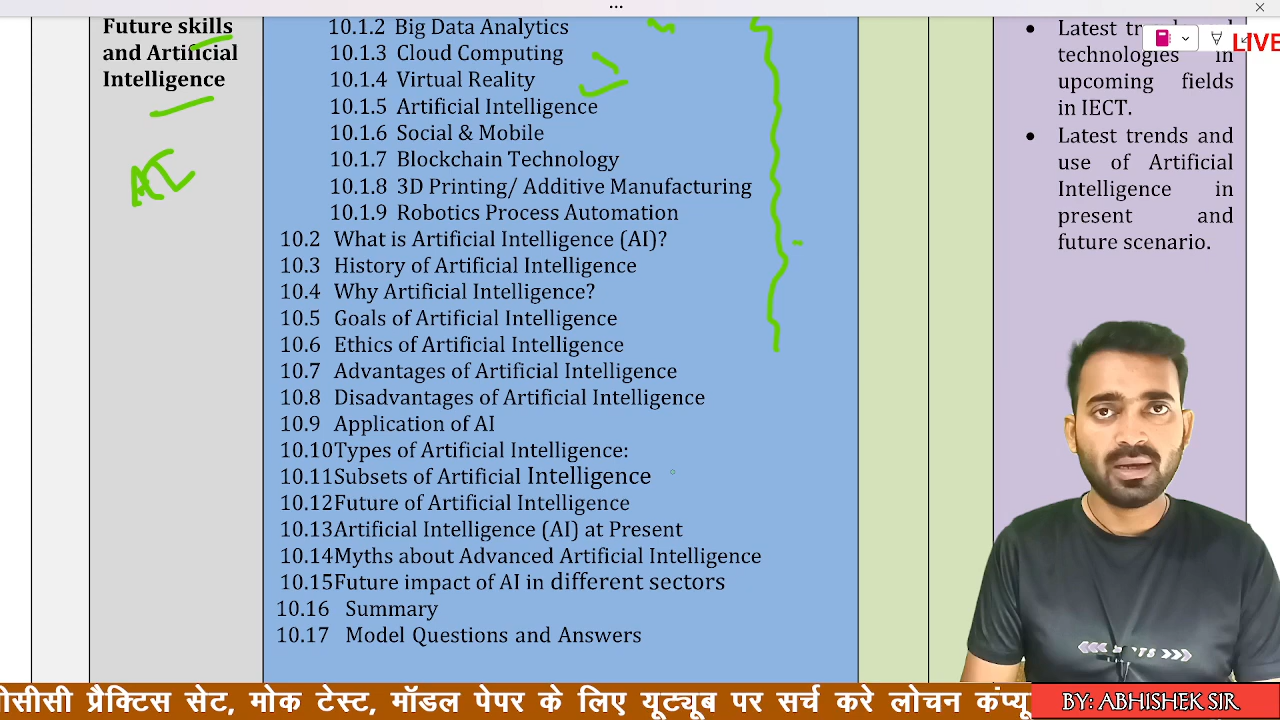 Future skills
and Artificial
Intelligence
AI
10.1.2 Big Data Analytics
10.1.3 Cloud Computing
10.1.4 Virtual Reality
10.1.5 Artificial Intelligence
10.1.6 Social & Mobile
10.1.7 Blockchain Technology
10.1.8 3D Printing/ Additive Manufacturing
10.1.9 Robotics Process Automation
10.2 What is Artificial Intelligence (AI)?
10.3 History of Artificial Intelligence
10.4 Why Artificial Intelligence?
10.5 Goals of Artificial Intelligence
10.6 Ethics of Artificial Intelligence
10.7 Advantages of Artificial Intelligence
10.8 Disadvantages of Artificial Intelligence
10.9 Application of AI
10.10Types of Artificial Intelligence:
10.11Subsets of Artificial Intelligence
10.12Future of Artificial Intelligence
10.13Artificial Intelligence (AI) at Present
10.14Myths about Advanced Artificial Intelligence
10.15Future impact of AI in different sectors
10.16 Summary
10.17 Model Questions and Answers
• Latest
technologies in
upcoming fields
in IECT.
• Latest trends and
use of Artificial
Intelligence in
present and
future scenario.
LIVE
सीसी प्रैक्टिस सेट, मोक टेस्ट, मॉडल पेपर के लिए यूट्यूब पर सर्च करे लोचन कंप्यू
BY: ABHISHEK SIR